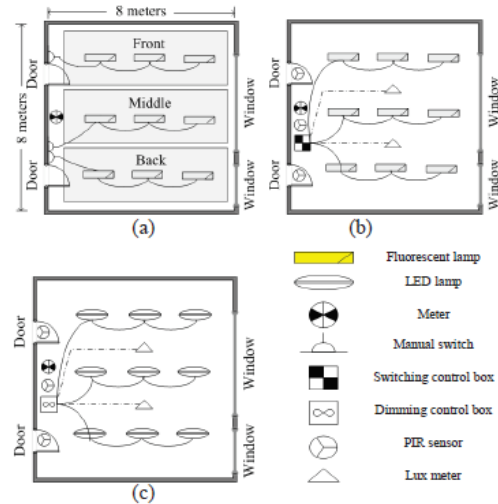 8 meters
8 meters
Door
Door
Front
Middle
Back
Window
Window
(a)
Door
Door
Window
Window
(b)
Door
Door
Window
Window
(c)
Fluorescent lamp
LED lamp
Meter
Manual switch
Switching control box
Dimming control box
PIR sensor
Lux meter